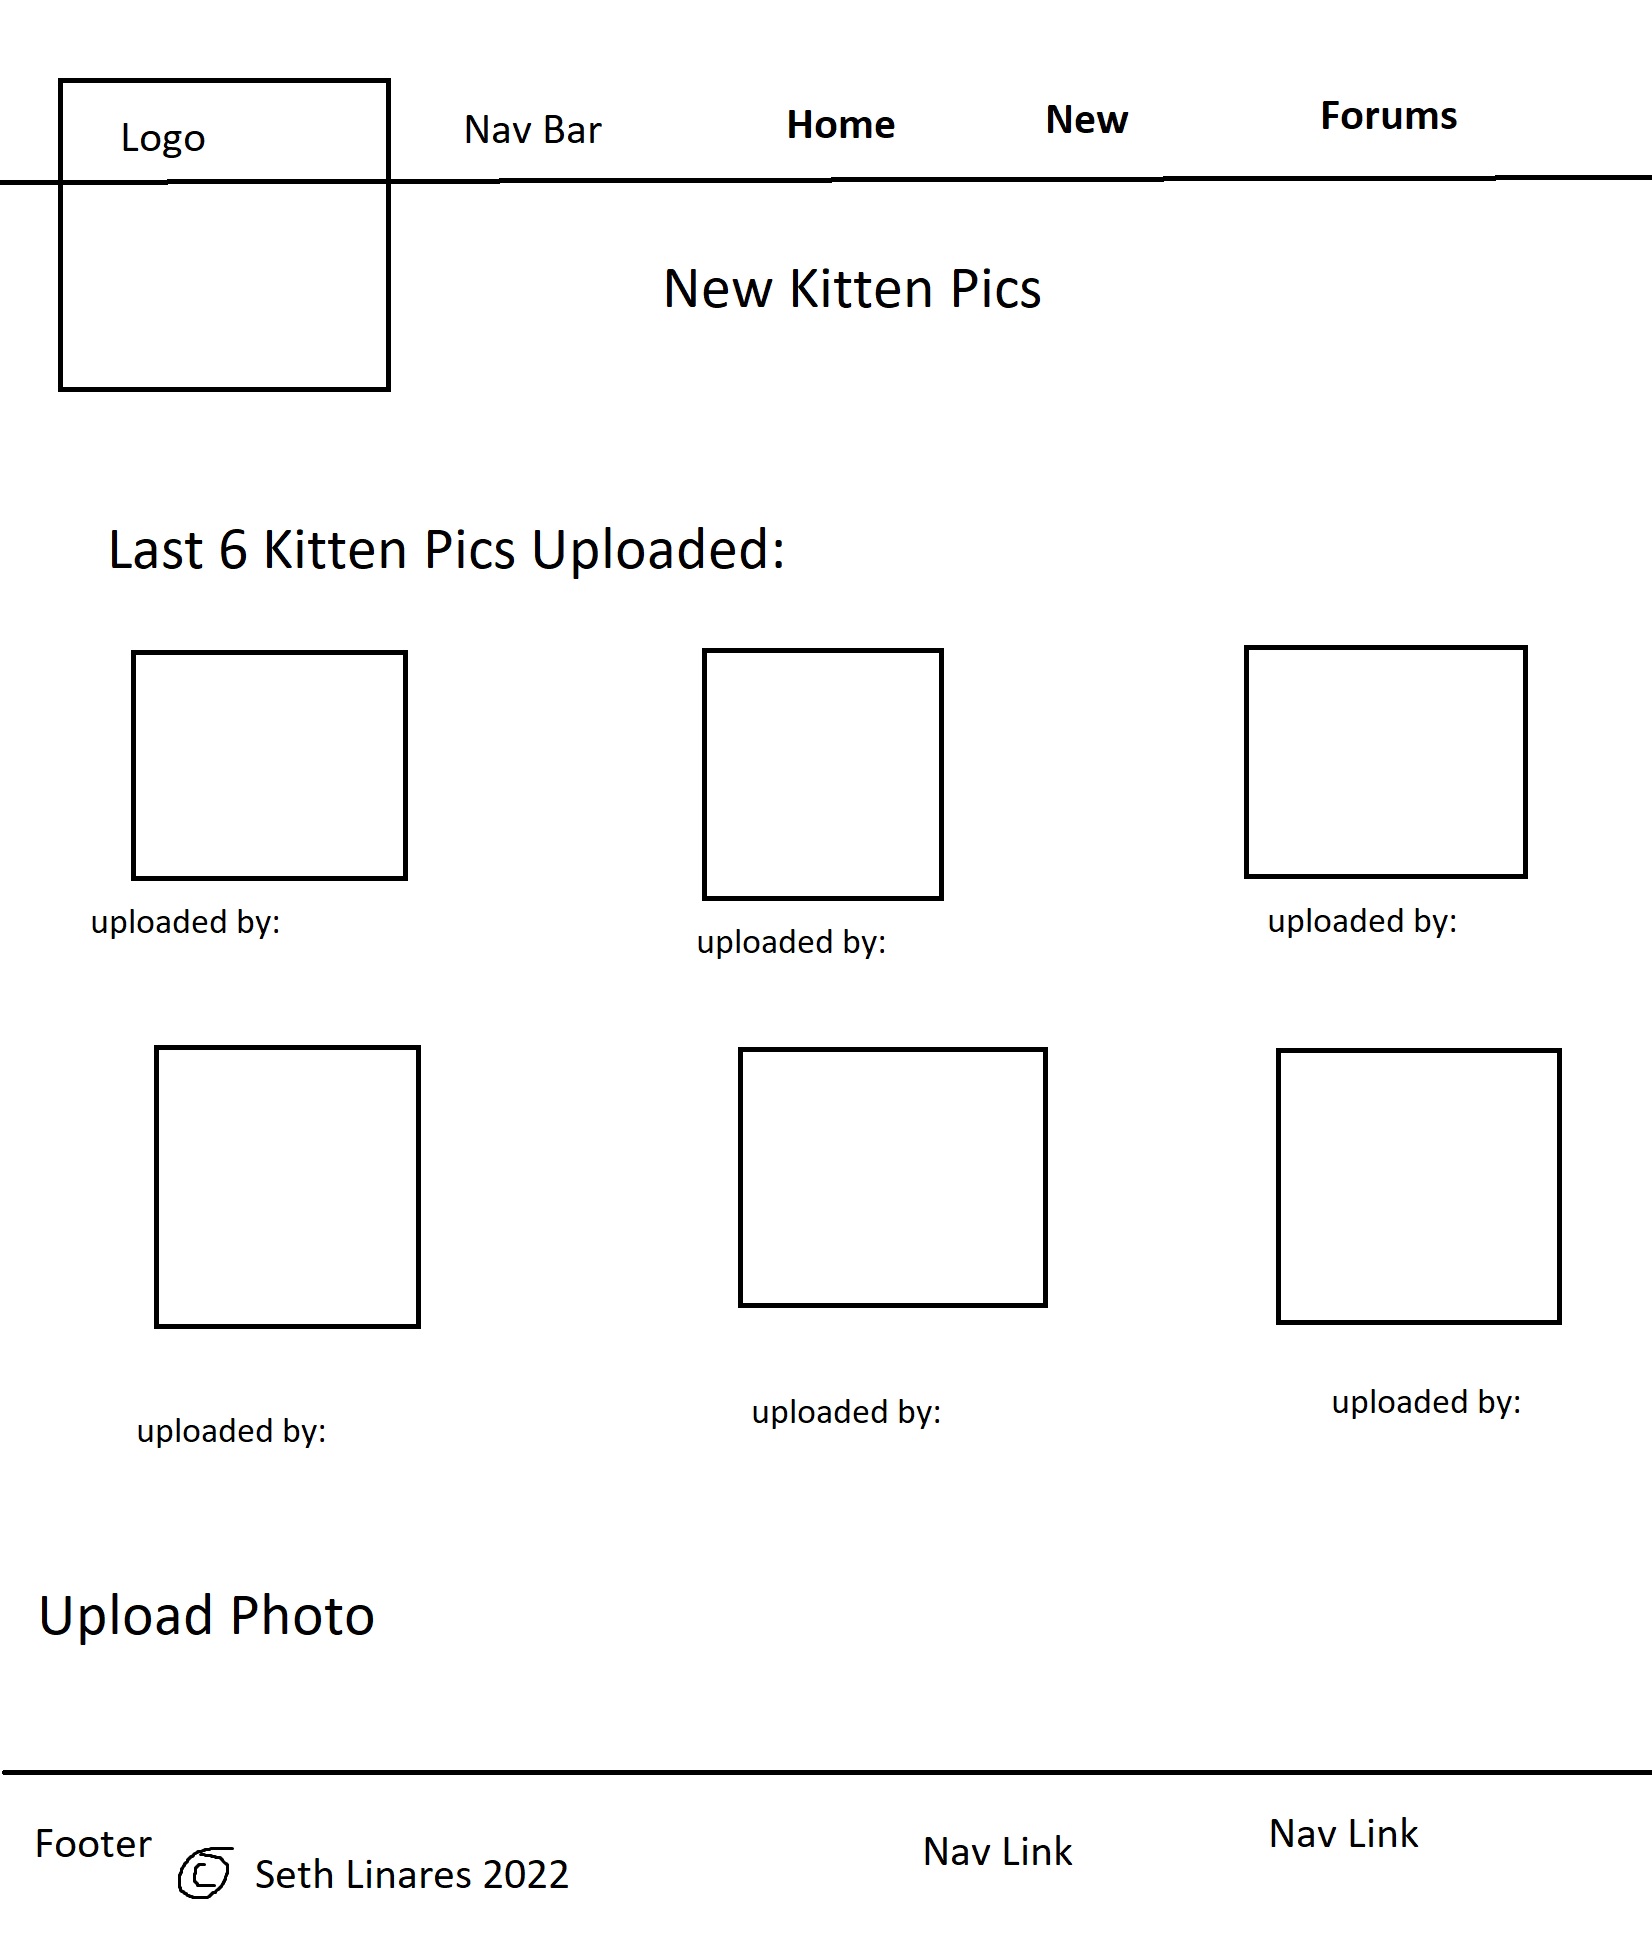 Logo Nav Bar Home New Forums
New Kitten Pics
Last 6 Kitten Pics Uploaded:
uploaded by: uploaded by: uploaded by:
uploaded by: uploaded by: uploaded by:
Upload Photo
Footer © Seth Linares 2022 Nav Link Nav Link